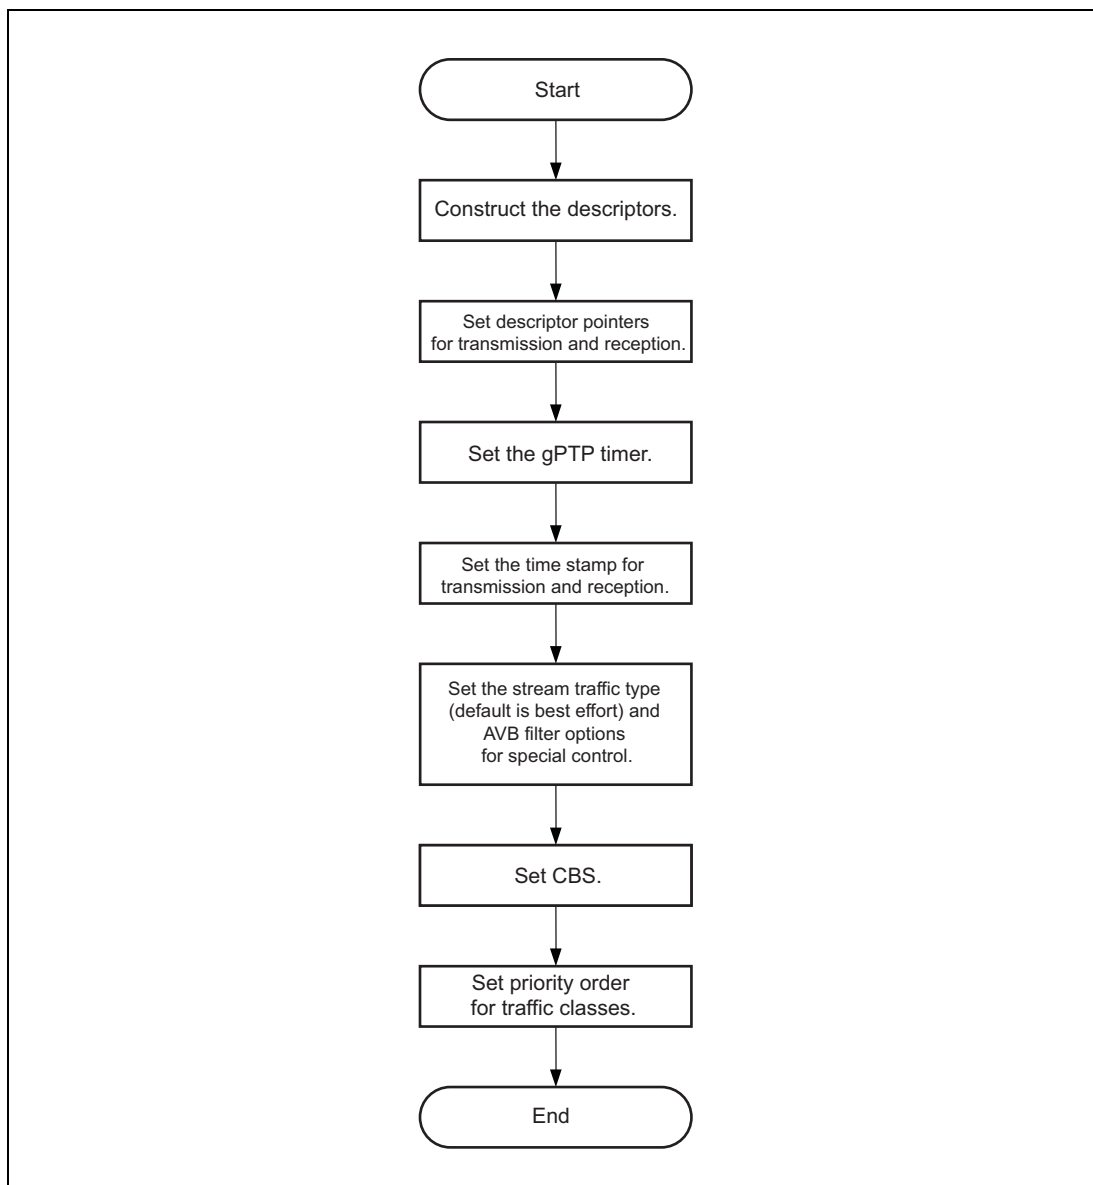 Start
Construct the descriptors.
Set descriptor pointers
for transmission and reception.
Set the gPTP timer.
Set the time stamp for
transmission and reception.
Set the stream traffic type
(default is best effort) and
AVB filter options
for special control.
Set CBS.
Set priority order
for traffic classes.
End